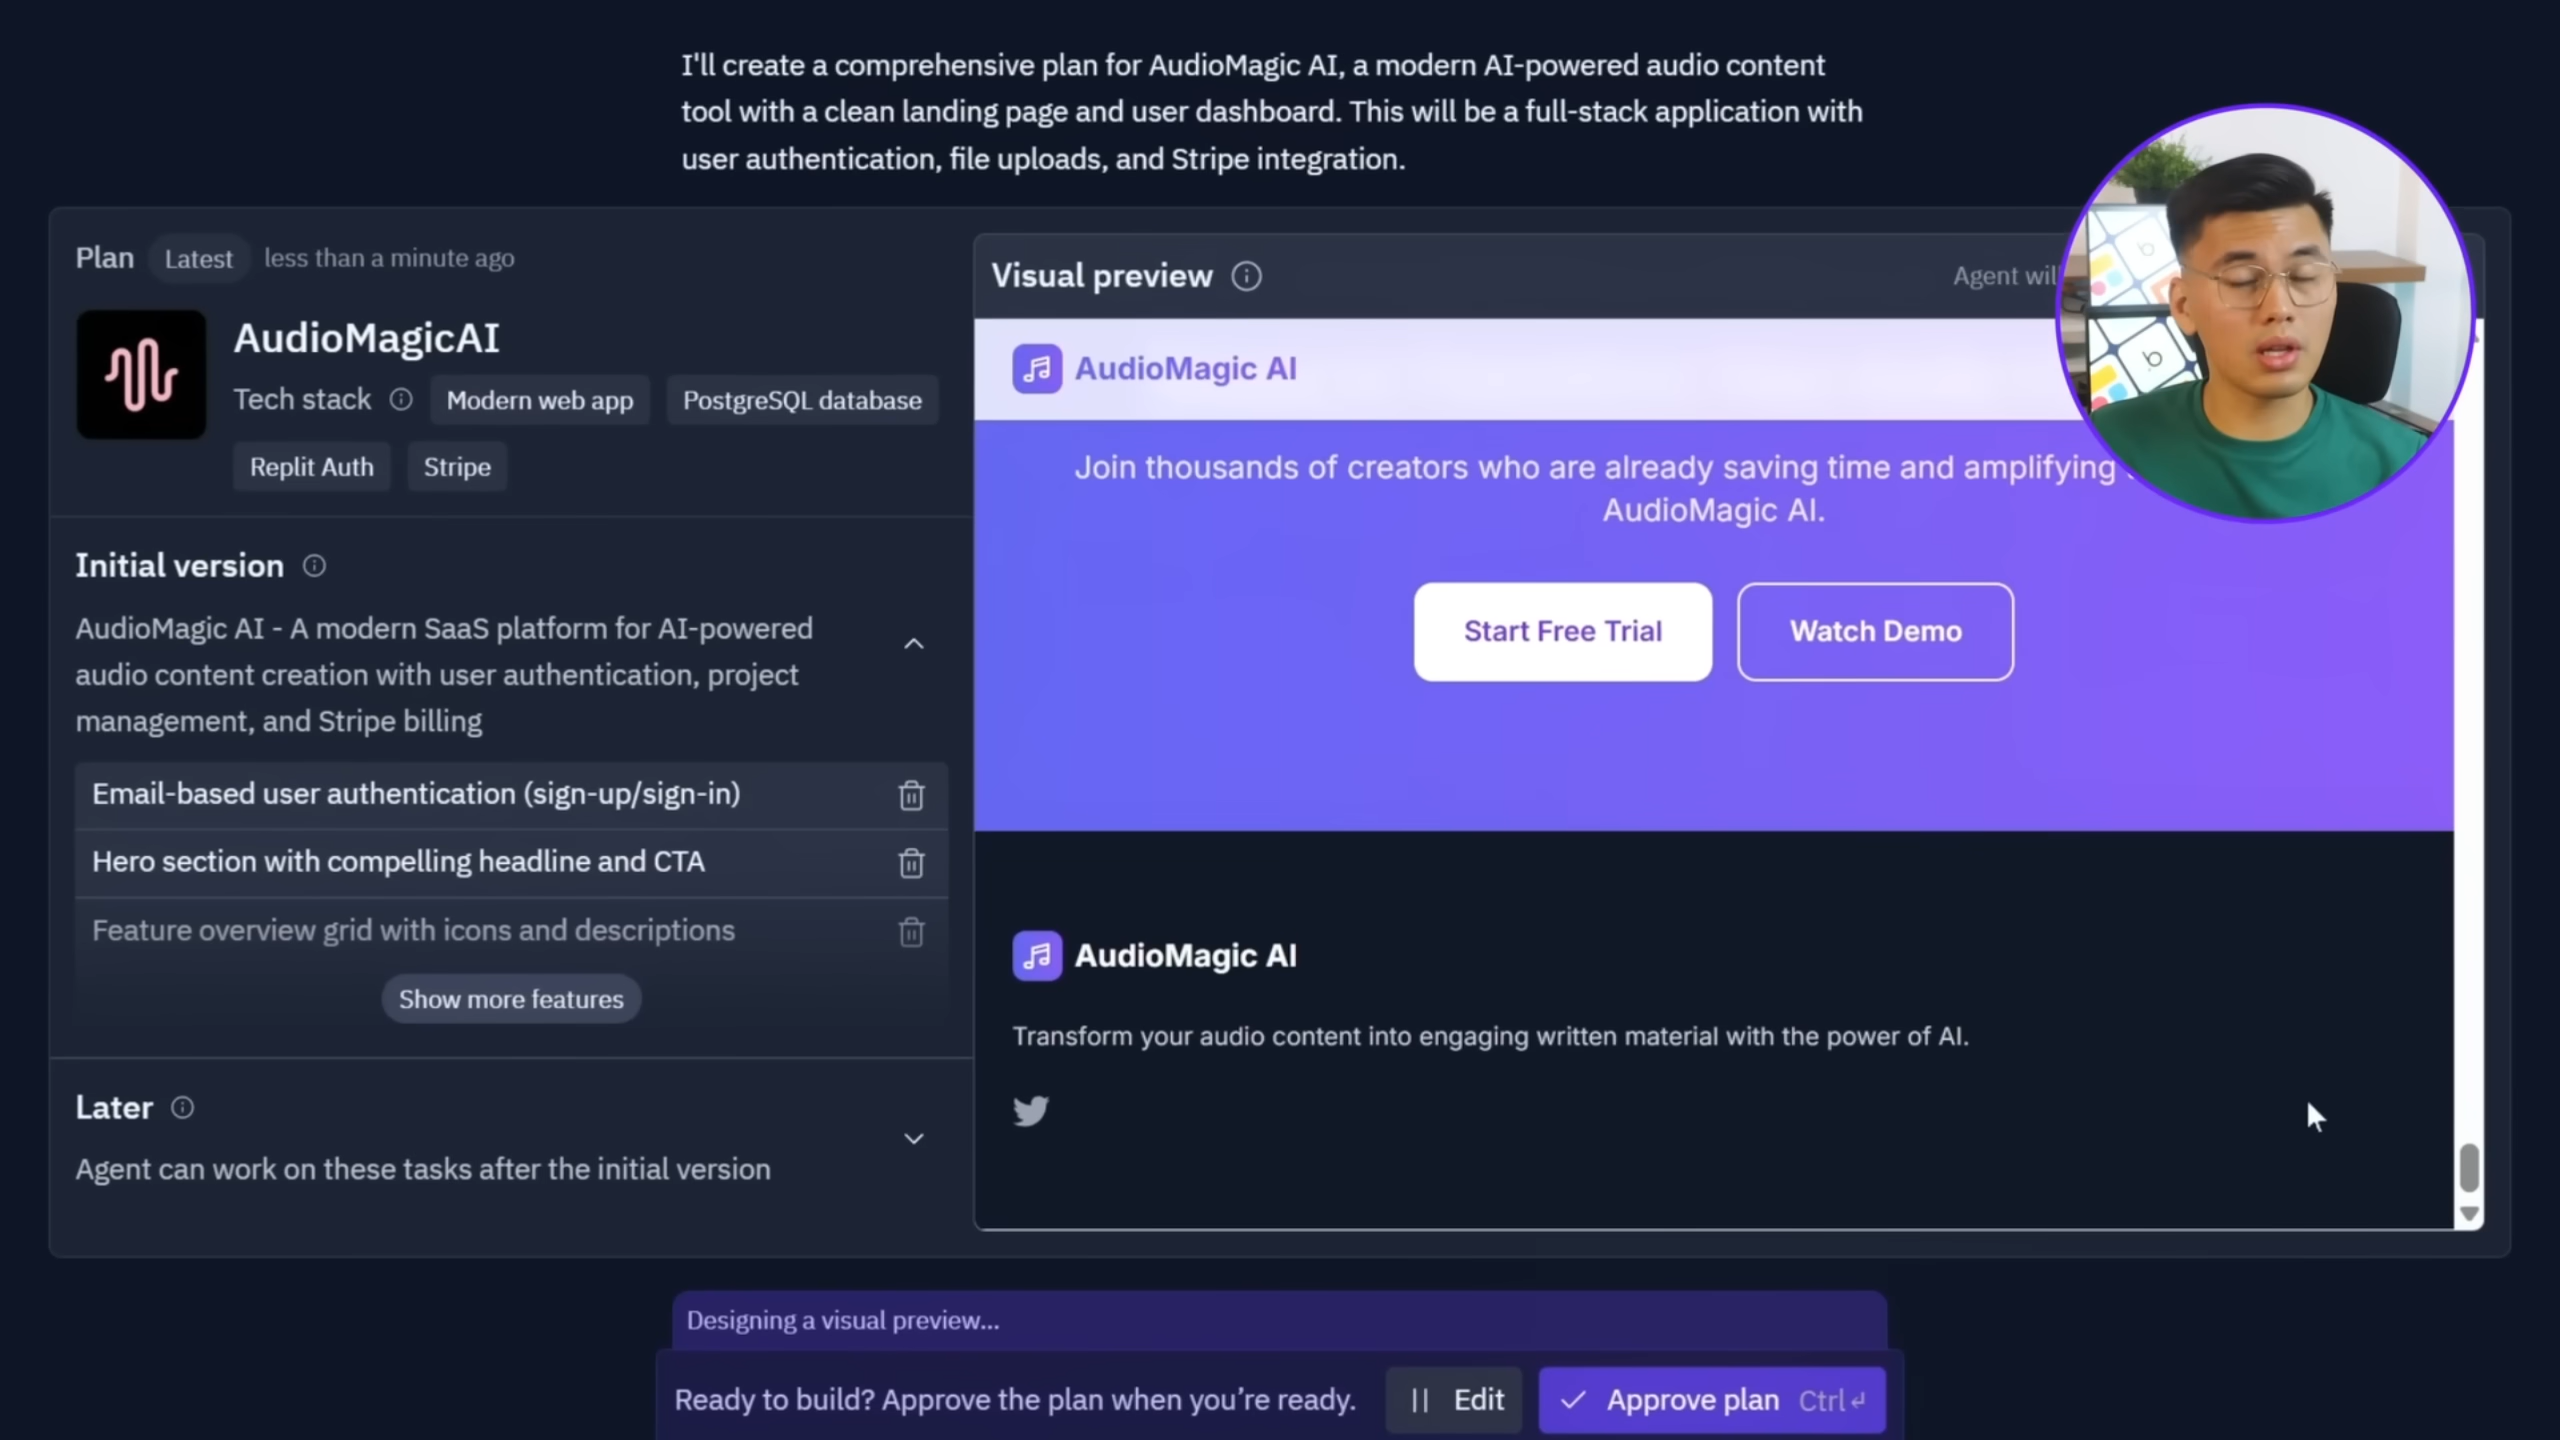 I'll create a comprehensive plan for AudioMagic AI, a modern AI-powered audio content
tool with a clean landing page and user dashboard. This will be a full-stack application with
user authentication, file uploads, and Stripe integration.
Plan Latest less than a minute ago
AudioMagicAI
Tech stack Modern web app PostgreSQL database
Replit Auth Stripe
Initial version
AudioMagic AI - A modern SaaS platform for AI-powered
audio content creation with user authentication, project
management, and Stripe billing
Email-based user authentication (sign-up/sign-in)
Hero section with compelling headline and CTA
Feature overview grid with icons and descriptions
Show more features
Later
Agent can work on these tasks after the initial version
Visual preview
Agent
AudioMagic AI
Join thousands of creators who are already saving time and amplifying
AudioMagic AI.
Start Free Trial
Watch Demo
AudioMagic AI
Transform your audio content into engaging written material with the power of AI.
Designing a visual preview...
Ready to build? Approve the plan when you're ready. Edit Approve plan Ctrl